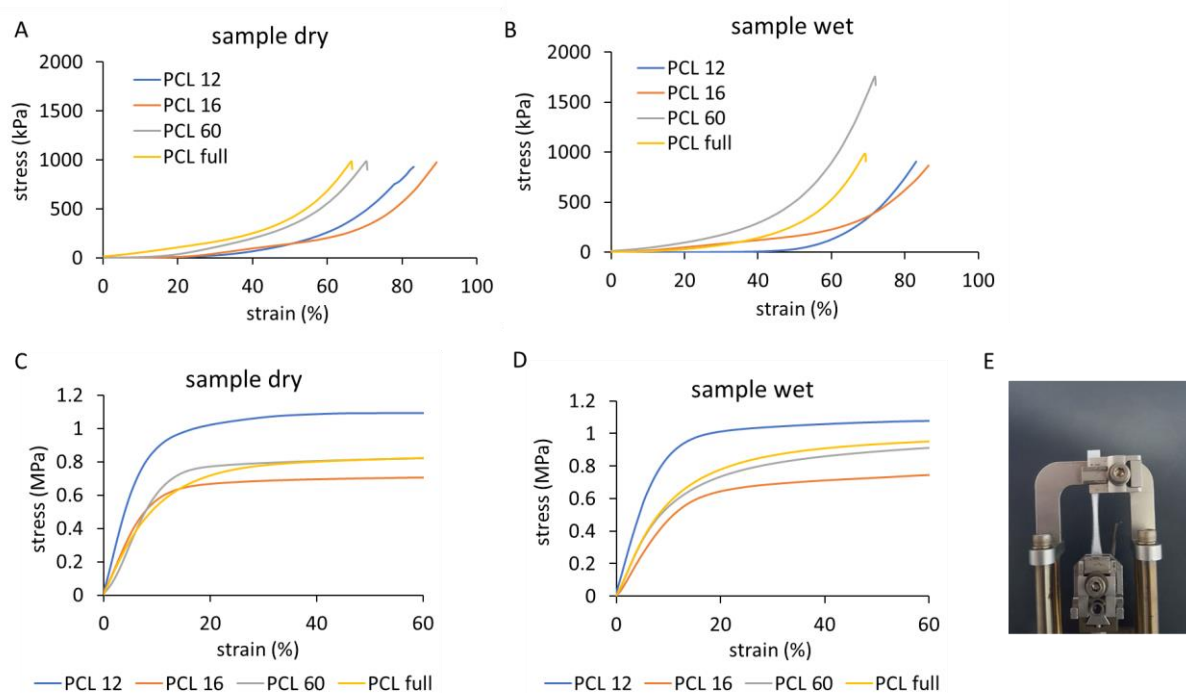 A
sample dry
stress (kPa)
2000
1500
1000
500
0
PCL 12
PCL 16
PCL 60
PCL full
0 20 40 60 80 100
strain (%)
B
sample wet
stress (kPa)
2000
1500
1000
500
0
PCL 12
PCL 16
PCL 60
PCL full
0 20 40 60 80 100
strain (%)
C
sample dry
stress (MPa)
1.2
1
0.8
0.6
0.4
0.2
0
0 20 40 60
strain (%)
PCL 12 PCL 16 PCL 60 PCL full
D
sample wet
stress (MPa)
1.2
1
0.8
0.6
0.4
0.2
0
0 20 40 60
strain (%)
PCL 12 PCL 16 PCL 60 PCL full
E